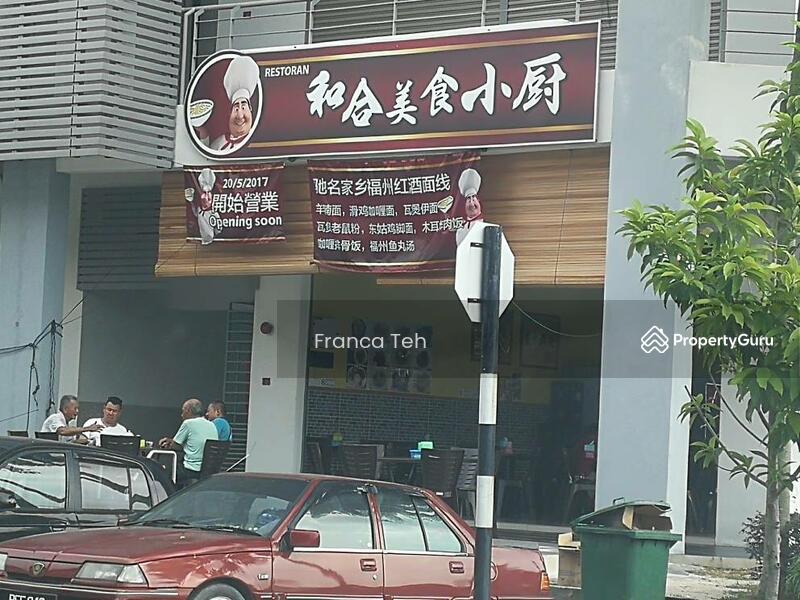 RESTORAN
和合美食小厨
20/5/2017
開始營業
Opening soon
驰名家乡福州红酒面线
羊肉面，滑鸡咖喱面，瓦煲伊面
瓦煲老鼠粉，东姑鸡脚面，木耳猪肉饭
咖喱排骨饭，福州鱼丸汤
Franca Teh
PropertyGuru